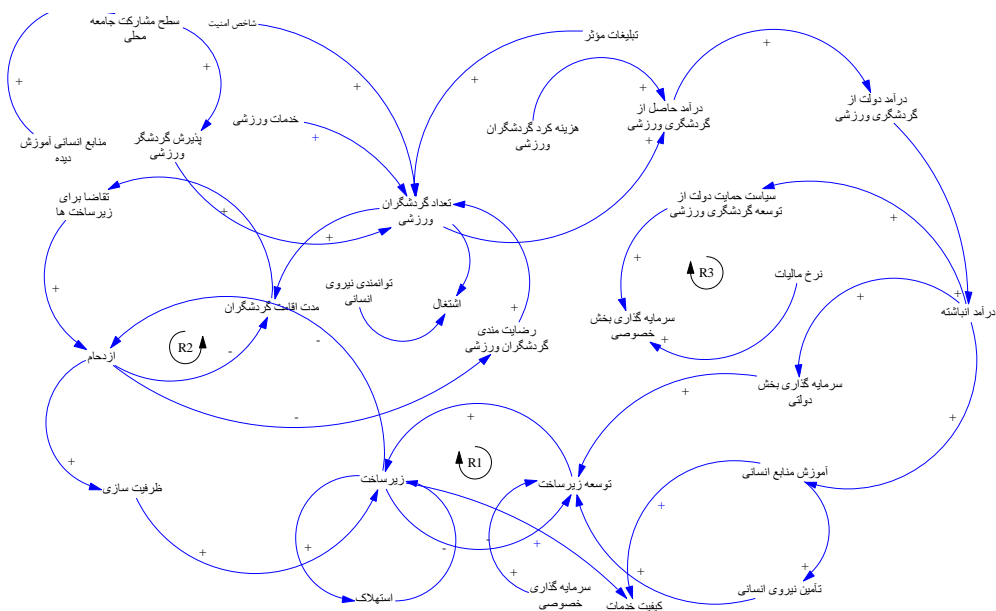 سطح مشارکت جامعه
محلی
شاخص امنیت
تبلیغات مؤثر
درآمد حاصل از
گردشگری ورزشی
درآمد دولت از
گردشگری ورزشی
منابع انسانی آموزش
دیده
پذیرش گردشگر
ورزشی
خدمات ورزشی
هزینه کرد گردشگران
ورزشی
تقاضا برای
زیرساخت ها
تعداد گردشگران
ورزشی
سیاست حمایت دولت از
توسعه گردشگری ورزشی
توانمندی نیروی
انسانی
اشتغال
مدت اقامت گردشگران
رضایت مندی
گردشگران ورزشی
R3
نرخ مالیات
سرمایه گذاری بخش
خصوصی
درآمد انباشته
ازدحام
R2
سرمایه گذاری بخش
دولتی
ظرفیت سازی
زیرساخت
R1
توسعه زیرساخت
آموزش منابع انسانی
استهلاک
سرمایه گذاری
خصوصی
کیفیت خدمات
تأمین نیروی انسانی